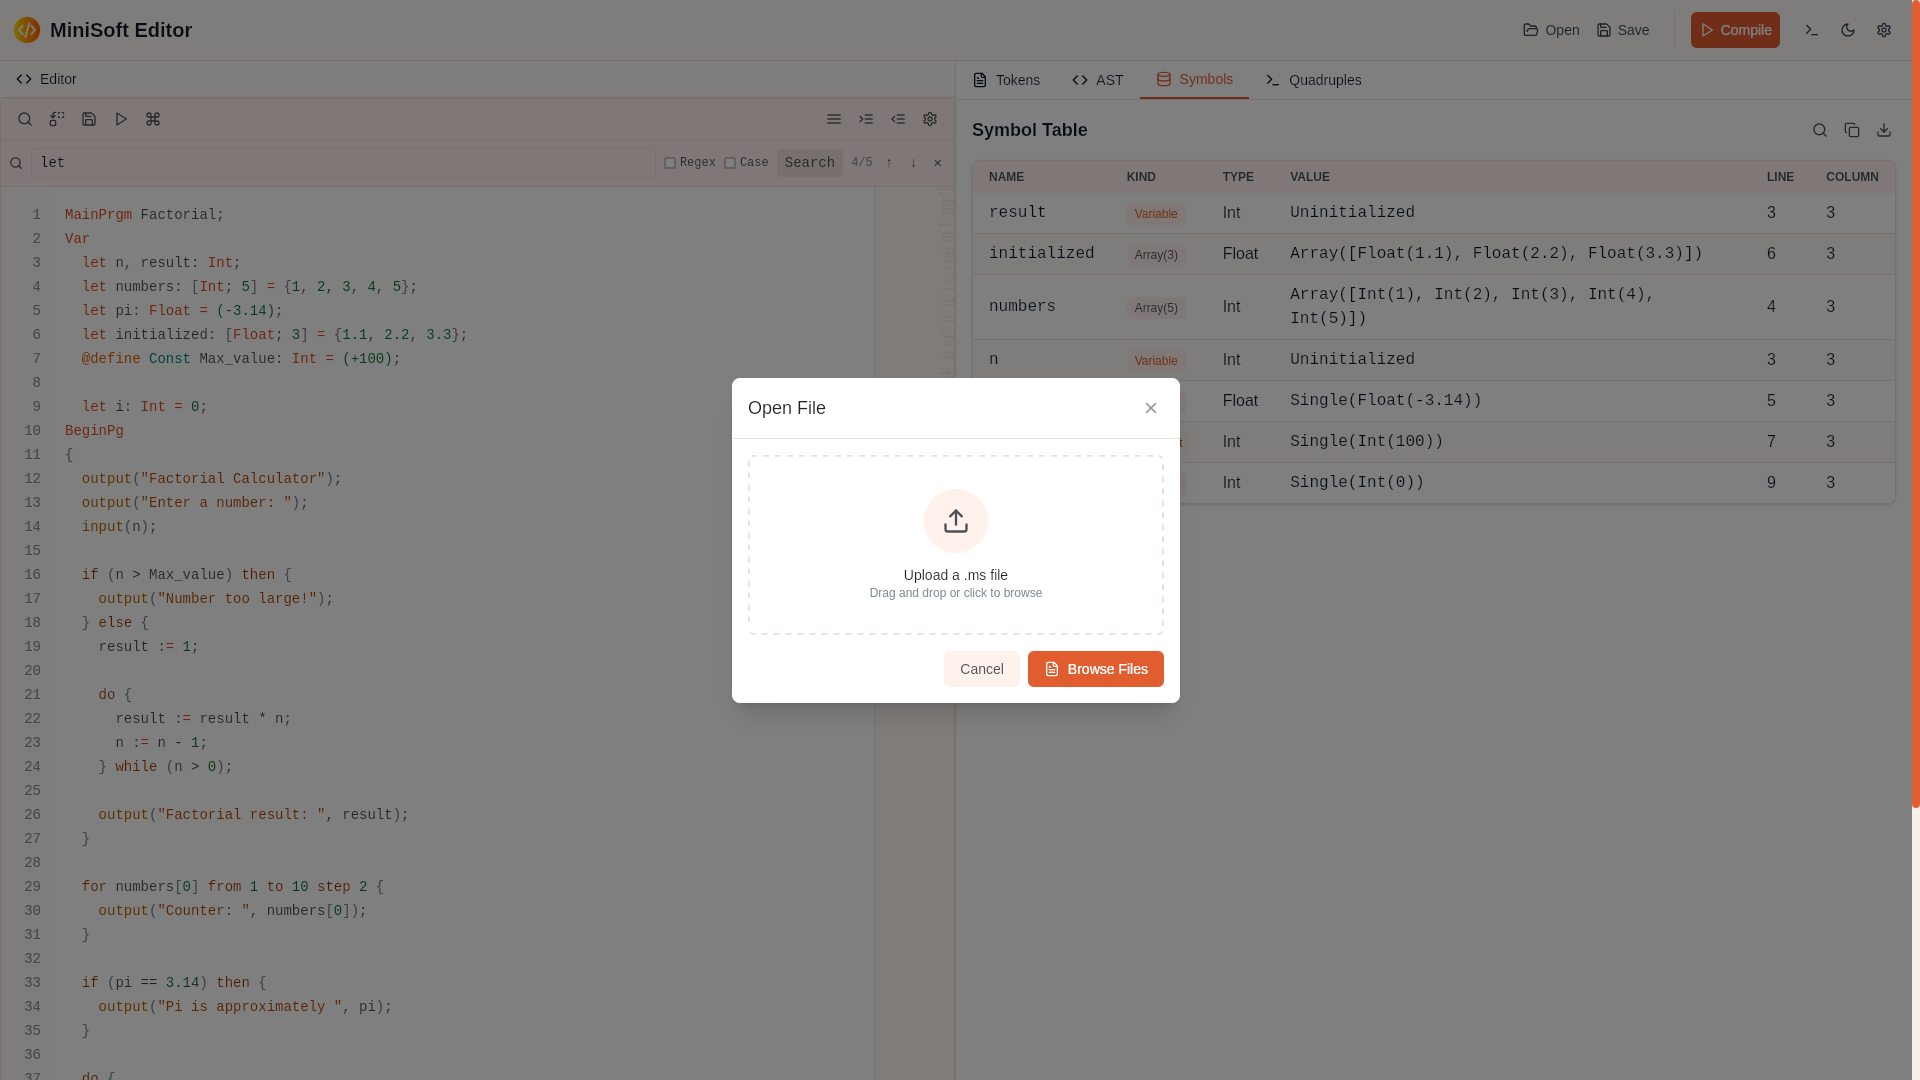 MiniSoft Editor
Open
Save
Compile
Editor
Tokens
AST
Symbols
Quadruples
let
Regex
Case
Search
4/5
↑
↓
×
1 MainPrgm Factorial;
2 Var
3 let n, result: Int;
4 let numbers: [Int; 5] = {1, 2, 3, 4, 5};
5 let pi: Float = (-3.14);
6 let initialized: [Float; 3] = {1.1, 2.2, 3.3};
7 @define Const Max_value: Int = (+100);
8
9 let i: Int = 0;
10 BeginPg
11 {
12 output("Factorial Calculator");
13 output("Enter a number: ");
14 input(n);
15
16 if (n > Max_value) then {
17 output("Number too large!");
18 } else {
19 result := 1;
20
21 do {
22 result := result * n;
23 n := n - 1;
24 } while (n > 0);
25
26 output("Factorial result: ", result);
27 }
28
29 for numbers[0] from 1 to 10 step 2 {
30 output("Counter: ", numbers[0]);
31 }
32
33 if (pi == 3.14) then {
34 output("Pi is approximately ", pi);
35 }
36
37 do {
Symbol Table
NAME KIND TYPE VALUE LINE COLUMN
result Variable Int Uninitialized 3 3
initialized Array(3) Float Array([Float(1.1), Float(2.2), Float(3.3)]) 6 3
numbers Array(5) Int Array([Int(1), Int(2), Int(3), Int(4),
Int(5)]) 4 3
n Variable Int Uninitialized 3 3
Float Single(Float(-3.14)) 5 3
Int Single(Int(100)) 7 3
Int Single(Int(0)) 9 3
Open File
Upload a .ms file
Drag and drop or click to browse
Cancel
Browse Files